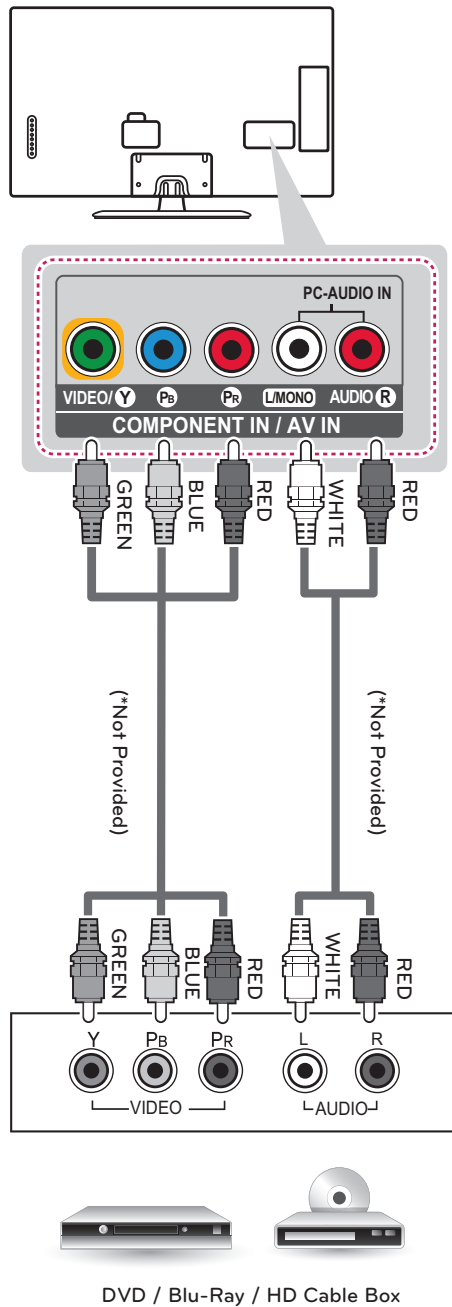 PC-AUDIO IN
VIDEO/ Y PB PR L/MONO AUDIO R
COMPONENT IN / AV IN
GREEN BLUE RED WHITE RED
(*Not Provided) (*Not Provided)
GREEN BLUE RED WHITE RED
Y PB PR L R
VIDEO AUDIO
DVD / Blu-Ray / HD Cable Box